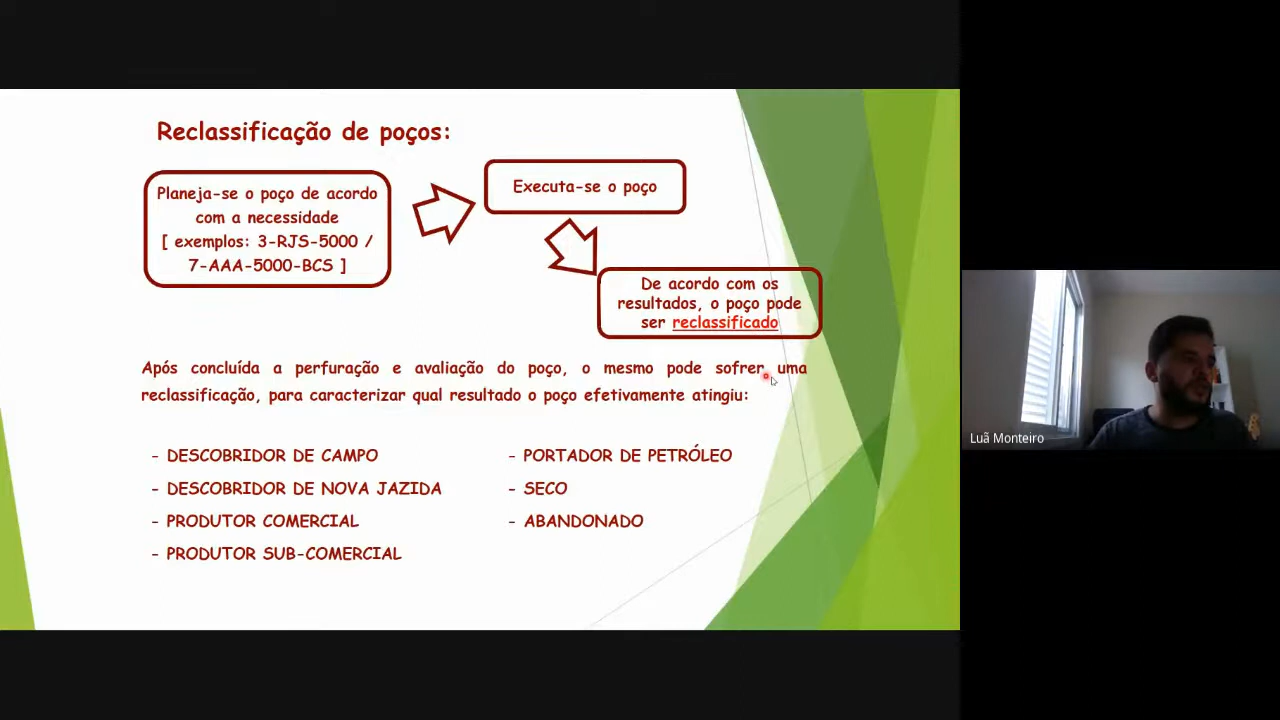 Reclassificação de poços:
Planeja-se o poço de acordo
com a necessidade
[ exemplos: 3-RJS-5000 /
7-AAA-5000-BCS ]
Executa-se o poço
De acordo com os
resultados, o poço pode
ser reclassificado
Após concluída a perfuração e avaliação do poço, o mesmo pode sofrer uma
reclassificação, para caracterizar qual resultado o poço efetivamente atingiu:
- DESCOBRIDOR DE CAMPO
- DESCOBRIDOR DE NOVA JAZIDA
- PRODUTOR COMERCIAL
- PRODUTOR SUB-COMERCIAL
- PORTADOR DE PETRÓLEO
- SECO
- ABANDONADO
Luã Monteiro